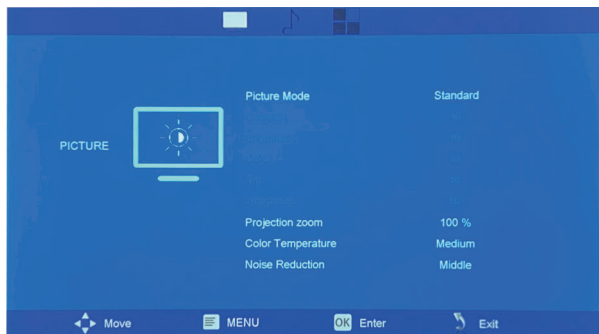 Picture Mode Standard
PICTURE
Projection zoom 100 %
Color Temperature Medium
Noise Reduction Middle
Move MENU OK Enter Exit